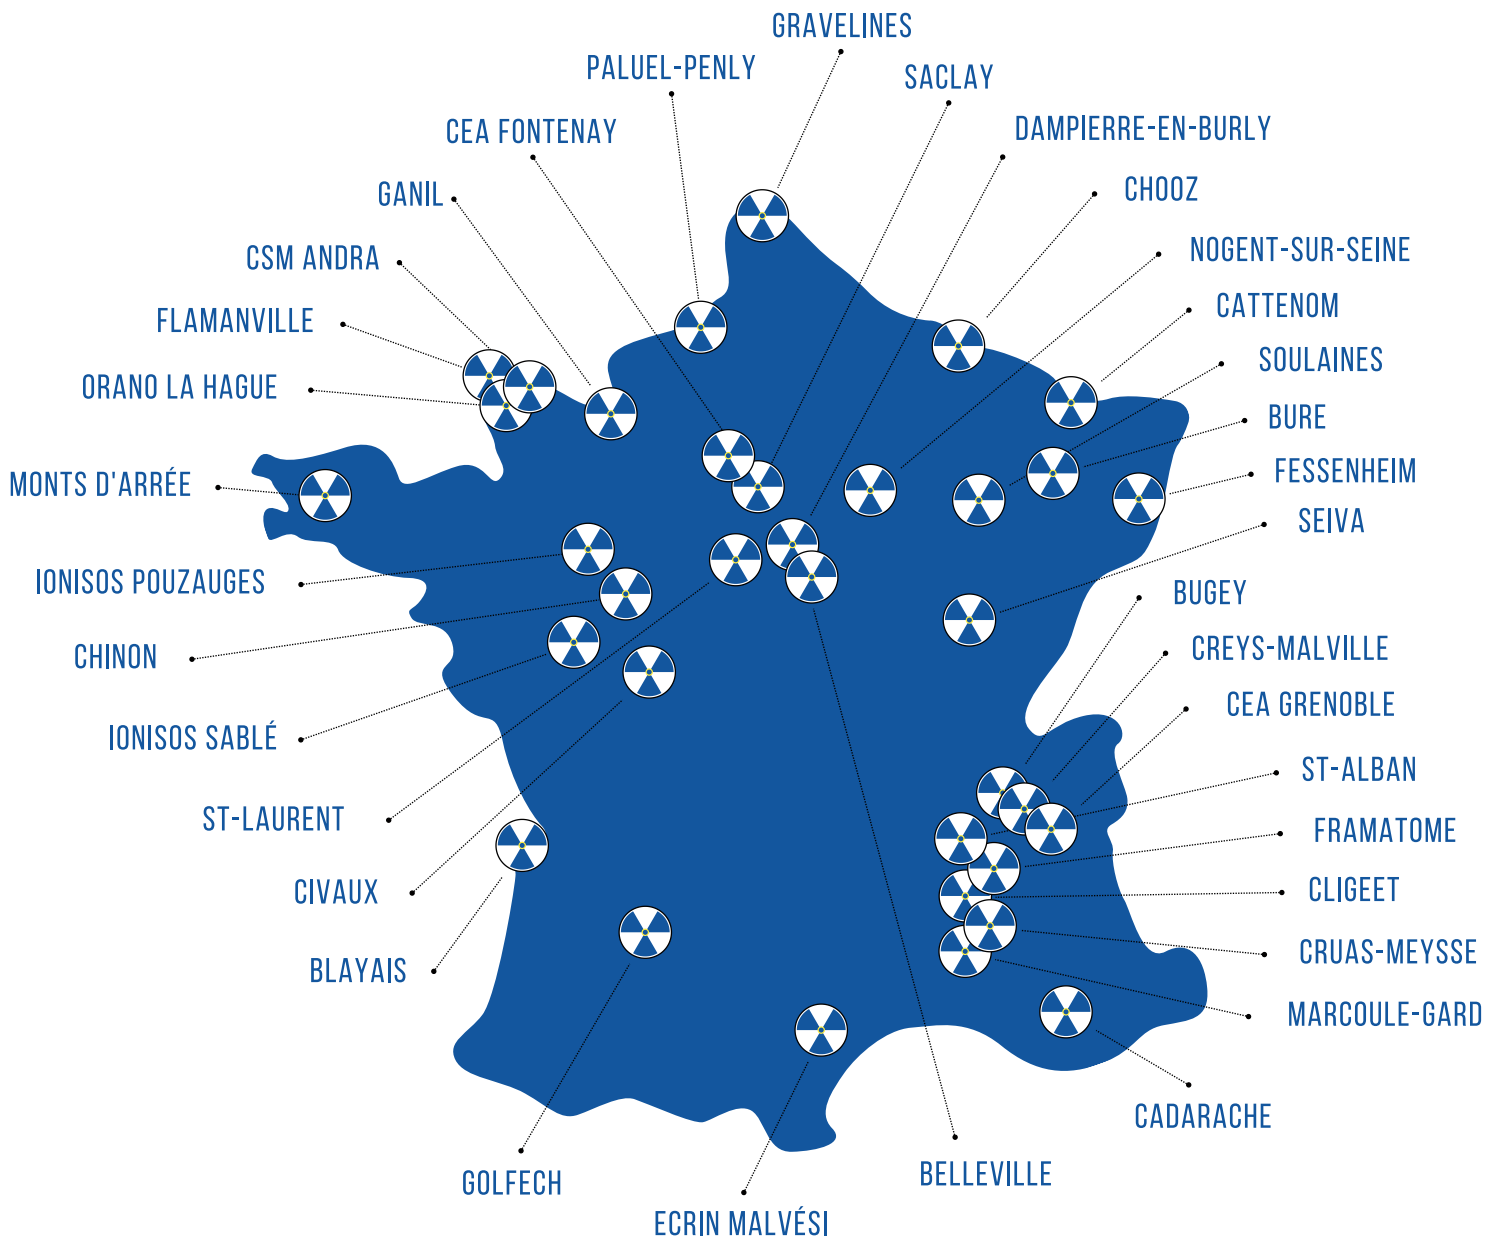 GRAVELINES
PALUEL-PENLY
SACLAY
CEA FONTENAY
DAMPIERRE-EN-BURLY
GANIL
CHOOZ
CSM ANDRA
NOGENT-SUR-SEINE
FLAMANVILLE
CATTENOM
ORANO LA HAGUE
SOULAINES
BURE
MONTS D'ARRÉE
FESSENHEIM
SEIVA
IONISOS POUZAUGES
BUGEY
CHINON
CREYS-MALVILLE
IONISOS SABLÉ
CEA GRENOBLE
ST-LAURENT
ST-ALBAN
FRAMATOME
CIVAUX
CLIGEET
BLAYAIS
CRUAS-MEYSSE
MARCOULE-GARD
CADARACHE
GOLFECH
BELLEVILLE
ECRIN MALVÉSI